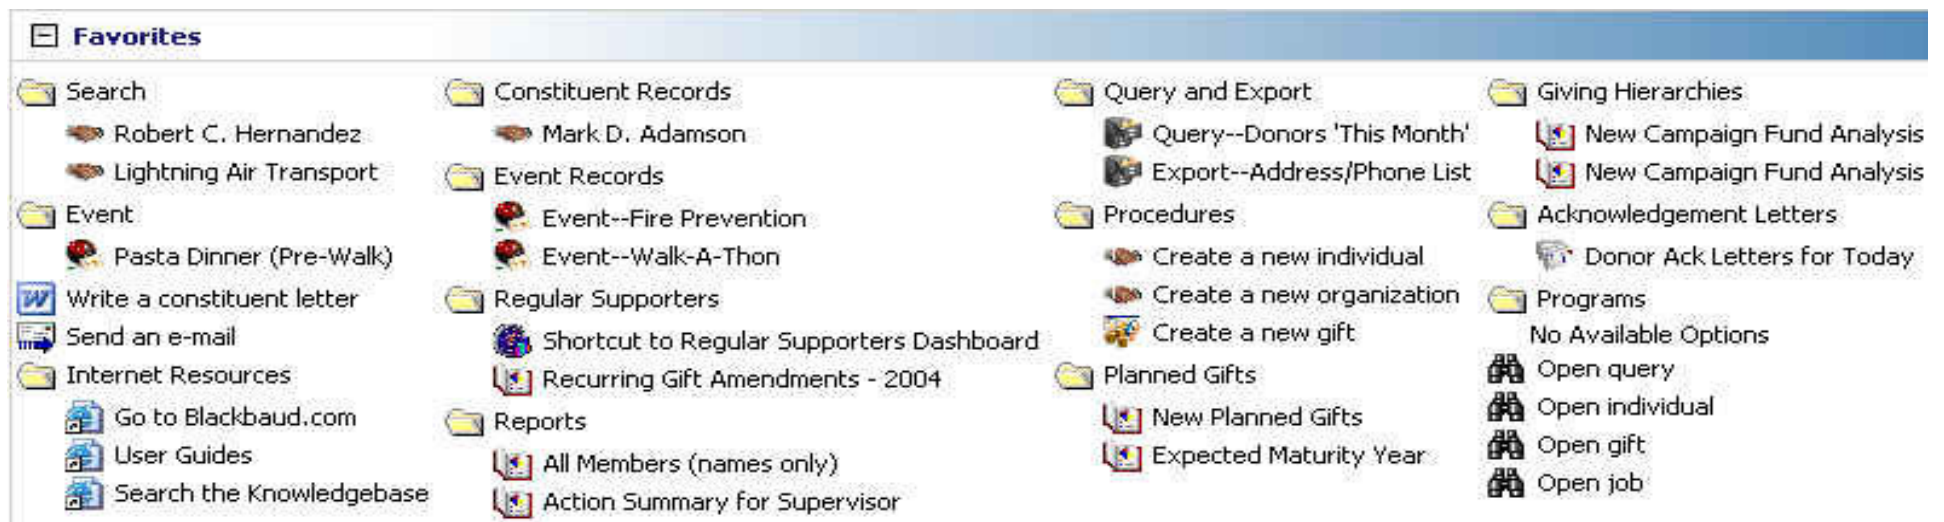 Favorites
Search
Robert C. Hernandez
Lightning Air Transport
Event
Pasta Dinner (Pre-Walk)
Write a constituent letter
Send an e-mail
Internet Resources
Go to Blackbaud.com
User Guides
Search the Knowledgebase
Constituent Records
Mark D. Adamson
Event Records
Event--Fire Prevention
Event--Walk-A-Thon
Regular Supporters
Shortcut to Regular Supporters Dashboard
Recurring Gift Amendments - 2004
Reports
All Members (names only)
Action Summary for Supervisor
Query and Export
Query--Donors 'This Month'
Export--Address/Phone List
Procedures
Create a new individual
Create a new organization
Create a new gift
Planned Gifts
New Planned Gifts
Expected Maturity Year
Giving Hierarchies
New Campaign Fund Analysis
New Campaign Fund Analysis
Acknowledgement Letters
Donor Ack Letters for Today
Programs
No Available Options
Open query
Open individual
Open gift
Open job